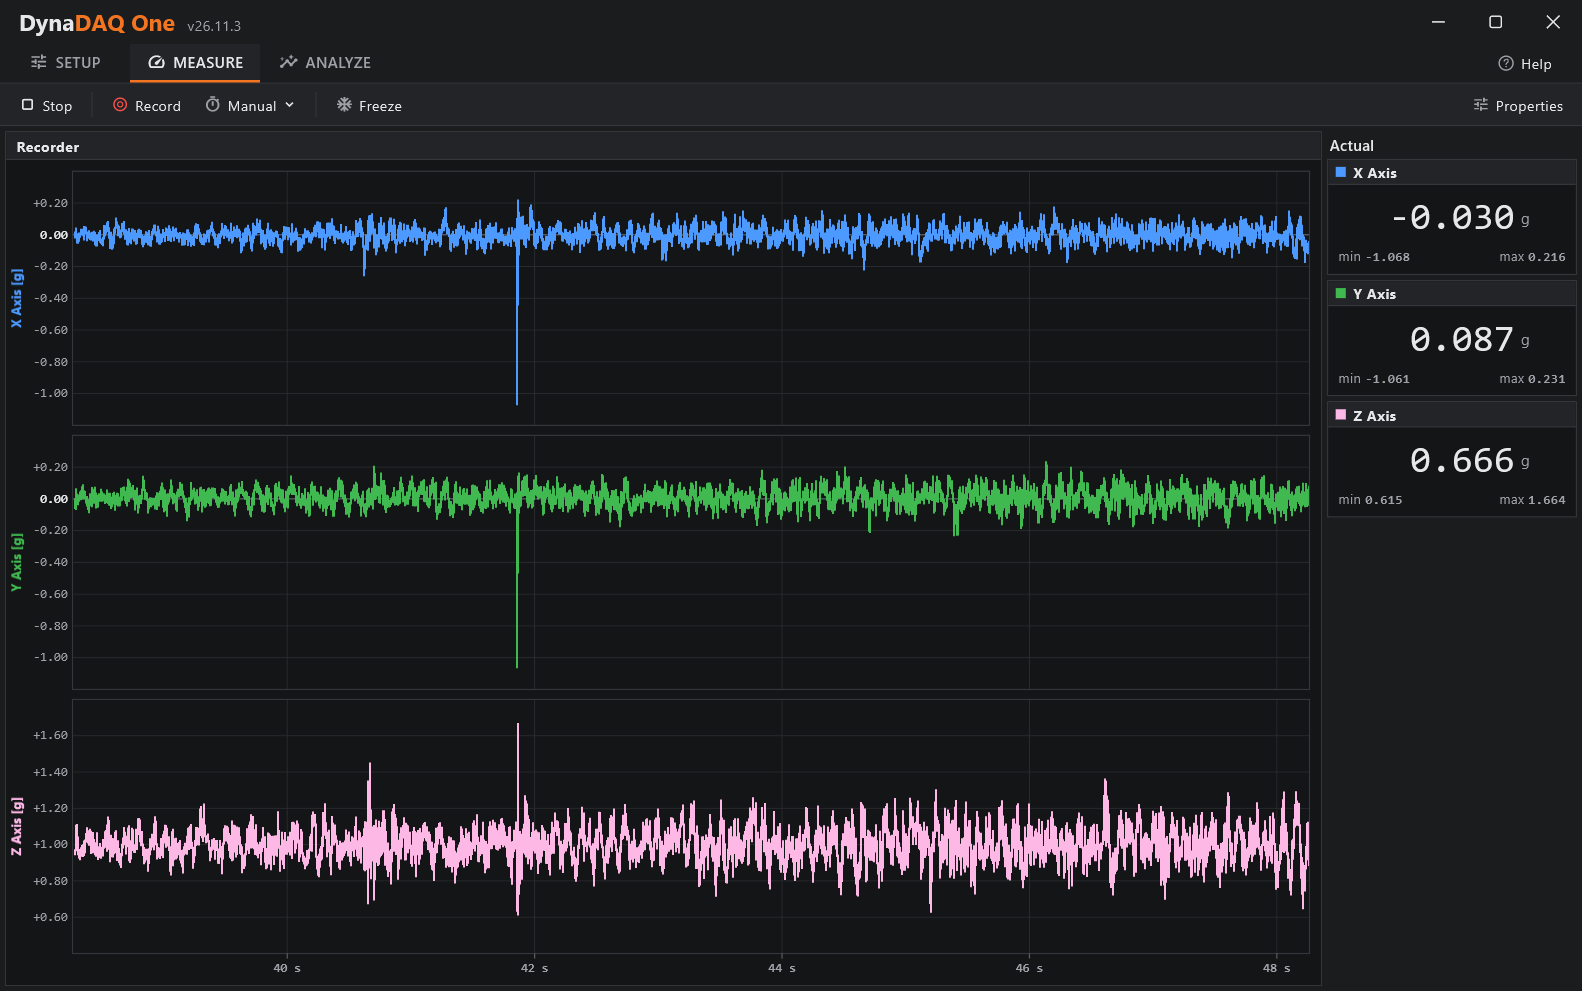 DynaDAQ One v26.11.3
SETUP MEASURE ANALYZE Help
Stop Record Manual Freeze Properties
Recorder
X Axis [g]
+0.20
0.00
-0.20
-0.40
-0.60
-0.80
-1.00
Y Axis [g]
+0.20
0.00
-0.20
-0.40
-0.60
-0.80
-1.00
Z Axis [g]
+1.60
+1.40
+1.20
+1.00
+0.80
+0.60
40 s 42 s 44 s 46 s 48 s
Actual
X Axis
-0.030 g
min -1.068 max 0.216
Y Axis
0.087 g
min -1.061 max 0.231
Z Axis
0.666 g
min 0.615 max 1.664